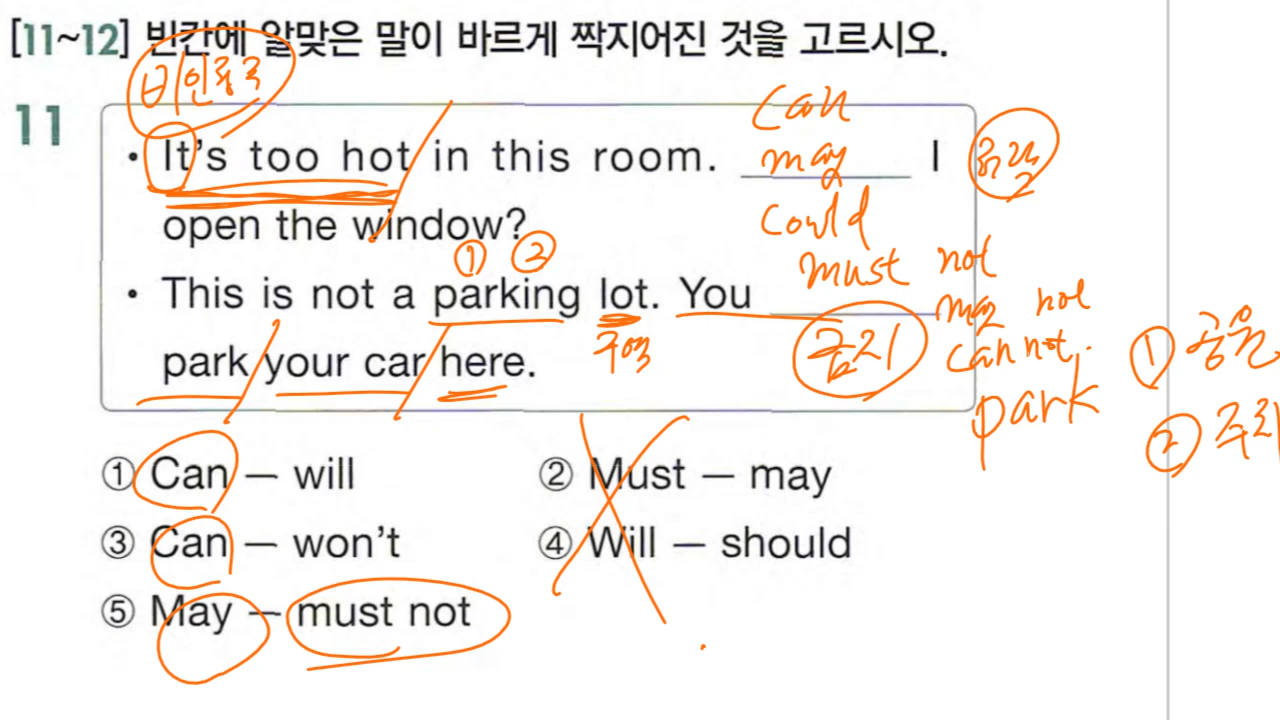 [11~12] 빈칸에 알맞은 말이 바르게 짝지어진 것을 고르시오.
비인칭주
11
can
• It's too hot in this room. may I 허락
open the window?
could
① ②
must not
• This is not a parking lot. You
may not
금지
주차
cannot.
park your car here.
park
① 공원
② 주차
① Can – will ② Must – may
③ Can – won't ④ Will – should
⑤ May – must not